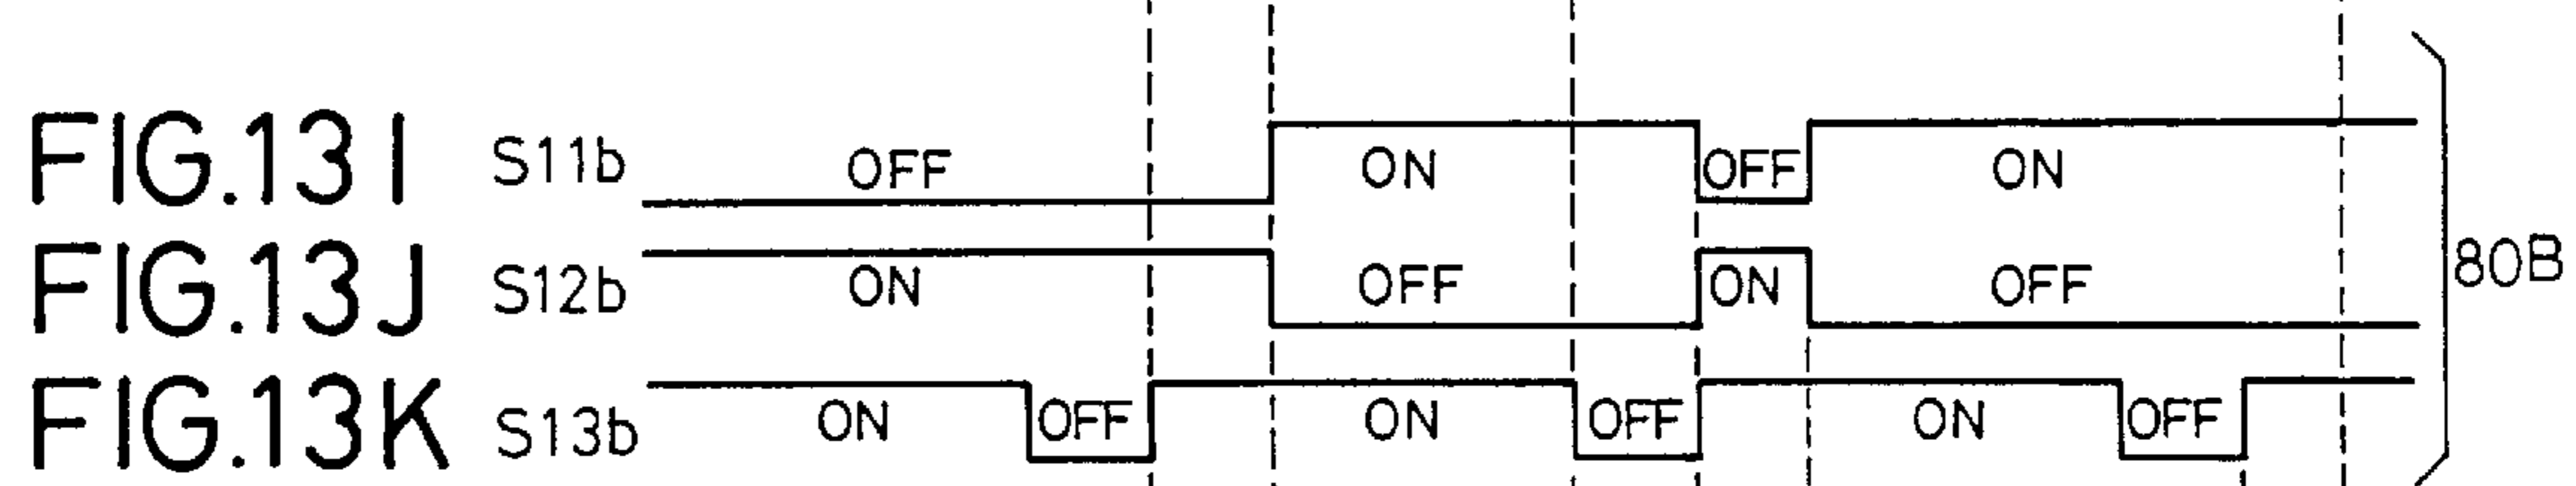 FIG.13I S11b OFF ON OFF ON
FIG.13J S12b ON OFF ON OFF
80B
FIG.13K S13b ON OFF ON OFF ON OFF